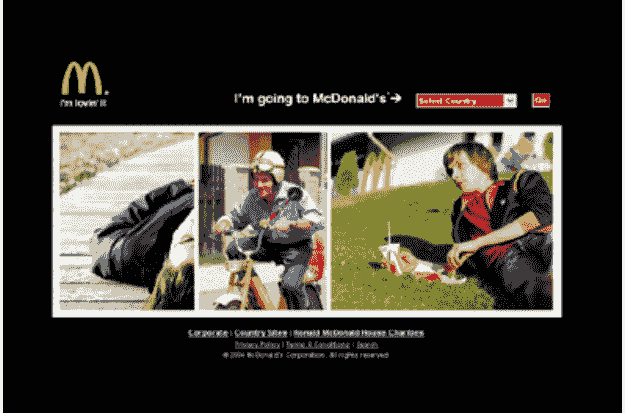 i'm lovin' it
I'm going to McDonald's →
Select Country
Go
Corporate | Country Sites | Ronald McDonald House Charities
Privacy Policy | Terms & Conditions | Search
© 2004 McDonald's Corporation. All rights reserved